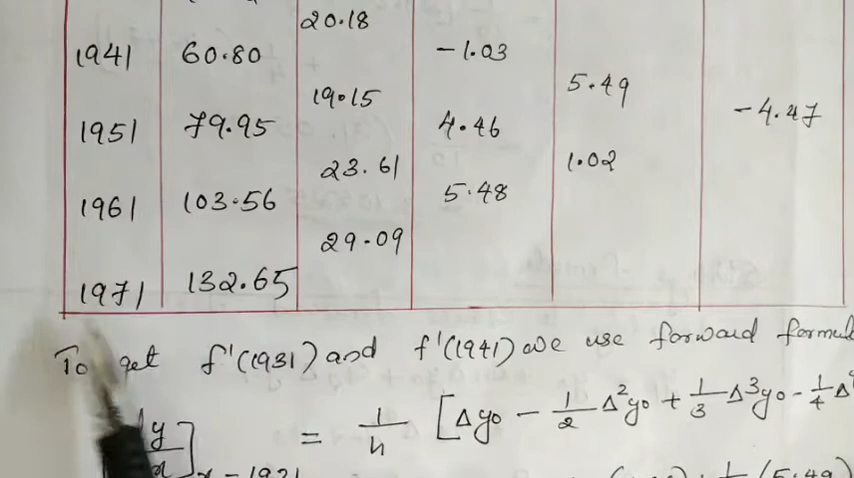 20.18
1941 60.80 -1.03
19.15 5.49
1951 79.95 4.46 -4.47
23.61 1.02
1961 103.56 5.48
29.09
1971 132.65
To get f'(1931) and f'(1941) we use forward
= 1/h [Δy₀ - 1/2 Δ²y₀ + 1/3 Δ³y₀ - 1/4
(5.49)